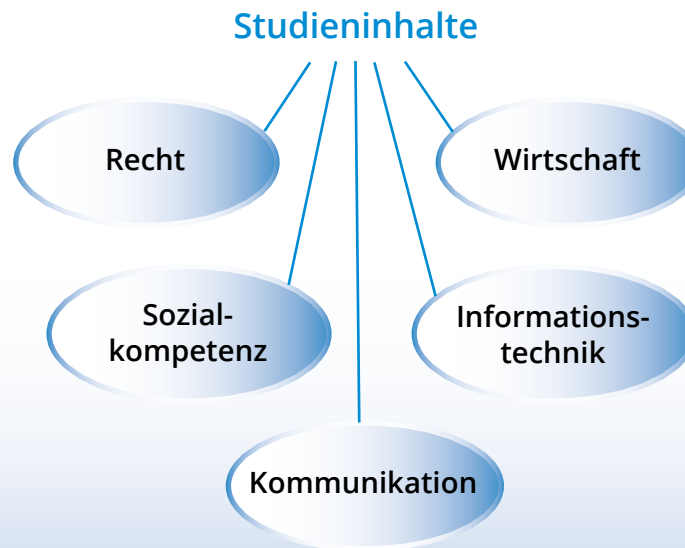 Studieninhalte
Recht
Wirtschaft
Sozial-
kompetenz
Informations-
technik
Kommunikation